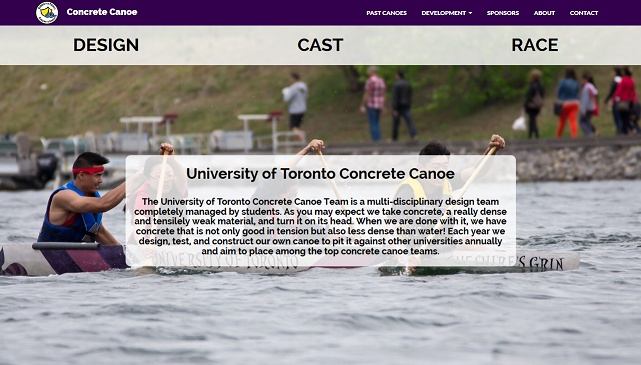 Concrete Canoe
PAST CANOES DEVELOPMENT SPONSORS ABOUT CONTACT
DESIGN CAST RACE
University of Toronto Concrete Canoe
The University of Toronto Concrete Canoe Team is a multi-disciplinary design team
completely managed by students. As you may expect we take concrete, a really dense
and tensilely weak material, and turn it on its head. When we are done with it, we have
concrete that is not only good in tension but also less dense than water! Each year we
design, test, and construct our own canoe to pit it against other universities annually
and aim to place among the top concrete canoe teams.
UNIVERSITY OF TORONTO
CHESHIRE'S GRIN